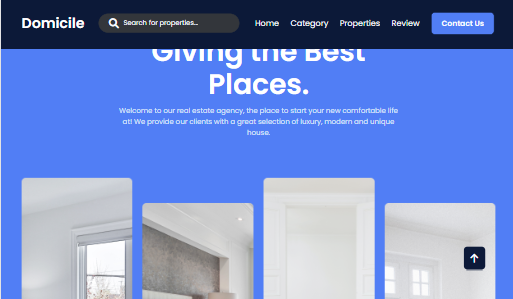 Domicile
Search for properties...
Home Category Properties Review Contact Us
Giving the Best
Places.
Welcome to our real estate agency, the place to start your new comfortable life
at! We provide our clients with a great selection of luxury, modern and unique
house.